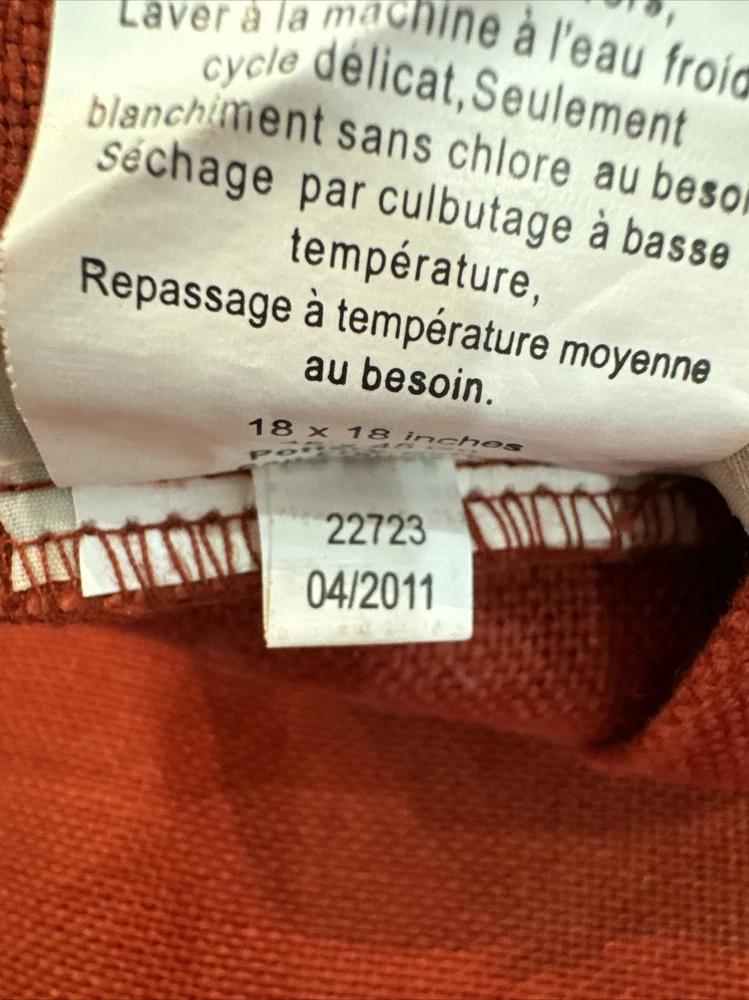 Laver à la machine à l'eau froid
cycle délicat, Seulement
blanchiment sans chlore au besoi
Séchage par culbutage à basse
température,
Repassage à température moyenne
au besoin.
18 x 18 inches
22723
04/2011